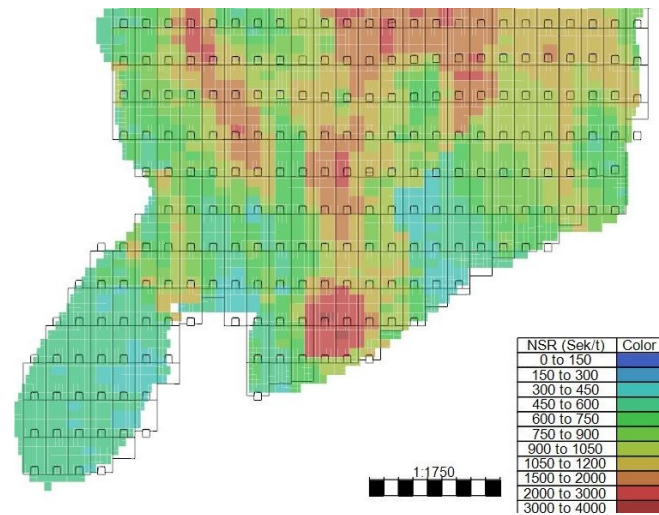 NSR (Sek/t) Color
0 to 150
150 to 300
300 to 450
450 to 600
600 to 750
750 to 900
900 to 1050
1050 to 1200
1500 to 2000
2000 to 3000
3000 to 4000
1:1750